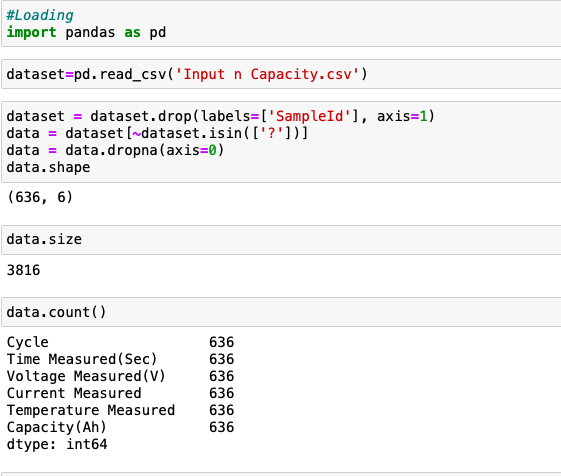 #Loading
import pandas as pd
dataset=pd.read_csv('Input n Capacity.csv')
dataset = dataset.drop(labels=['SampleId'], axis=1)
data = dataset[~dataset.isin(['?'])]
data = data.dropna(axis=0)
data.shape
(636, 6)
data.size
3816
data.count()
Cycle 636
Time Measured(Sec) 636
Voltage Measured(V) 636
Current Measured 636
Temperature Measured 636
Capacity(Ah) 636
dtype: int64